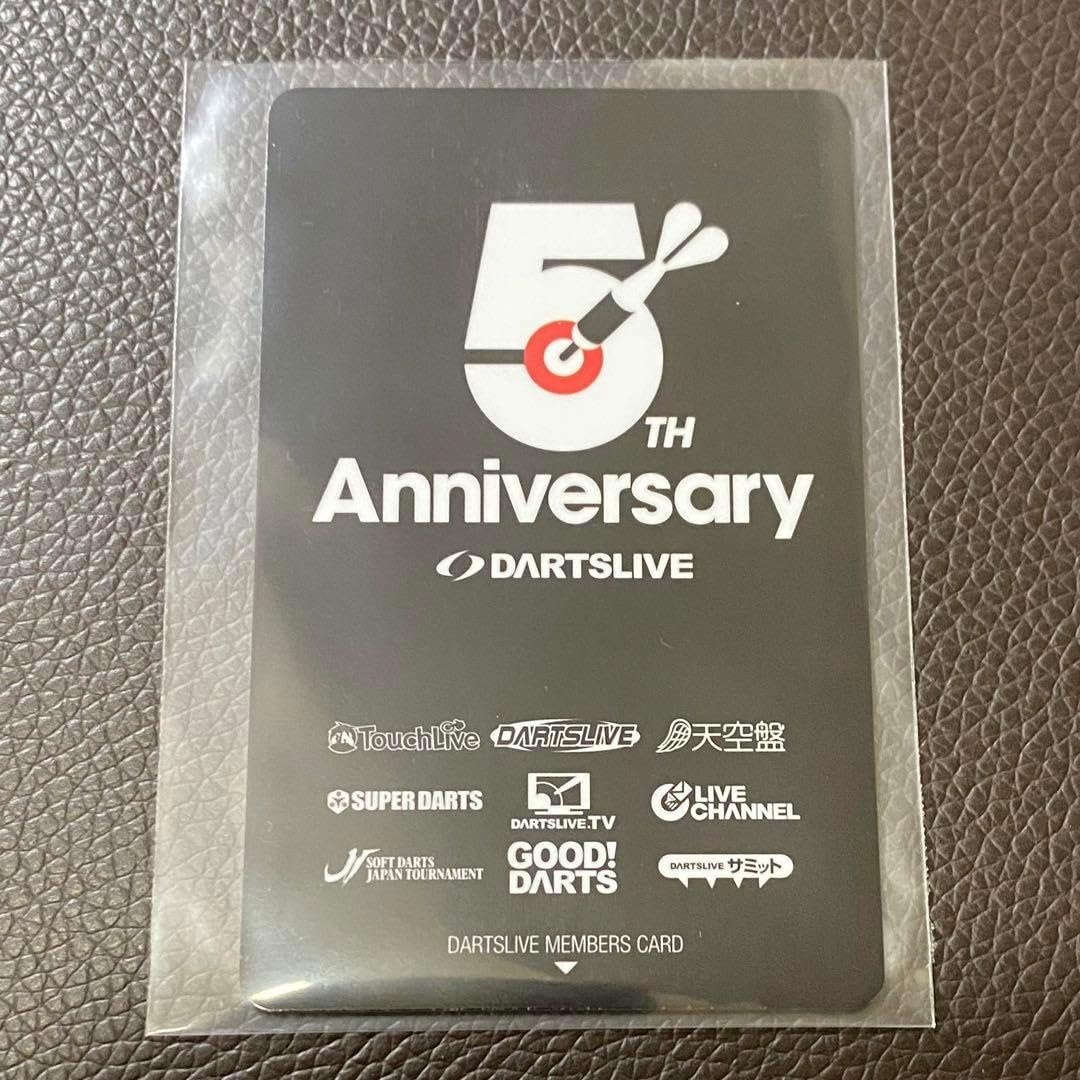 5TH
Anniversary
DARTSLIVE
TouchLive DARTSLIVE 天空盤
SUPER DARTS DARTSLIVE.TV LIVE CHANNEL
SOFT DARTS JAPAN TOURNAMENT GOOD! DARTS DARTSLIVE サミット
DARTSLIVE MEMBERS CARD